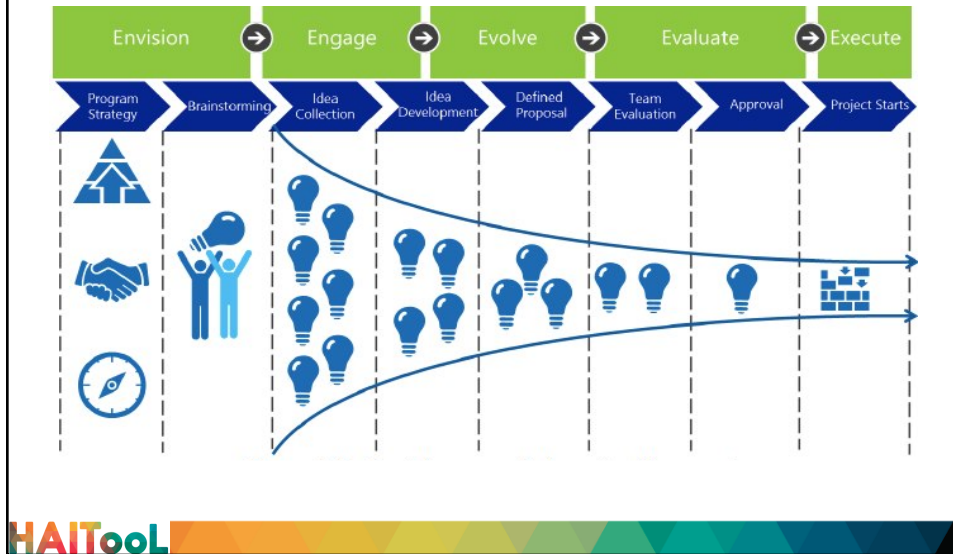 Envision
Engage
Evolve
Evaluate
Execute
Program
Strategy
Brainstorming
Idea
Collection
Idea
Development
Defined
Proposal
Team
Evaluation
Approval
Project Starts
HAITooL